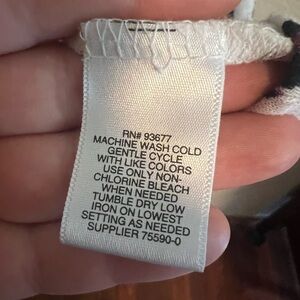 RN# 93677
MACHINE WASH COLD
GENTLE CYCLE
WITH LIKE COLORS
USE ONLY NON-
CHLORINE BLEACH
WHEN NEEDED
TUMBLE DRY LOW
IRON ON LOWEST
SETTING AS NEEDED
SUPPLIER 75590-0